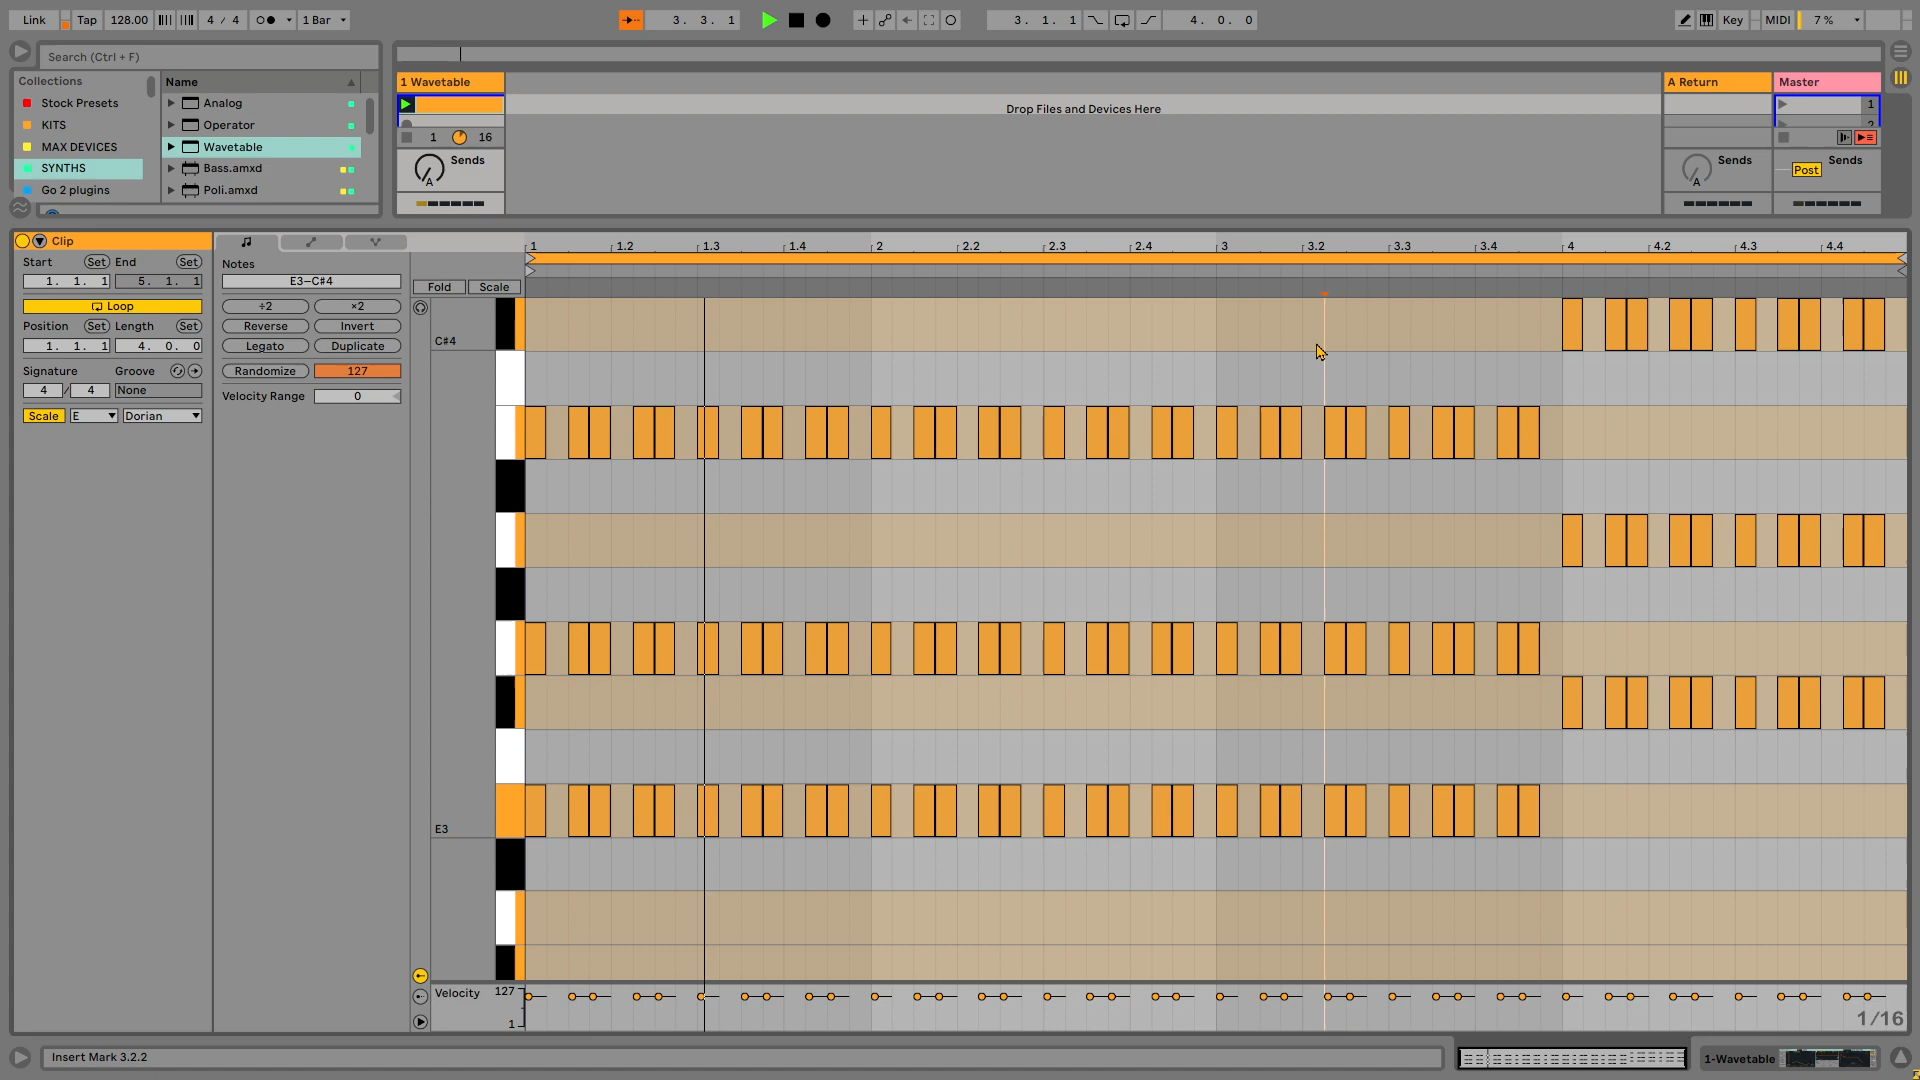 Link Tap 128.00 4 / 4 1 Bar 3. 3. 1 3. 1. 1 4. 0. 0 Key MIDI 7 %
Search (Ctrl + F)
Collections
Stock Presets
KITS
MAX DEVICES
SYNTHS
Go 2 plugins
Name
Analog
Operator
Wavetable
Bass.amxd
Poli.amxd
1 Wavetable
1 16
Sends
A
Drop Files and Devices Here
A Return
Sends
A
Master
1
2
Sends
Post
Clip
Start Set End Set
1. 1. 1 5. 1. 1
Loop
Position Set Length Set
1. 1. 1 4. 0. 0
Signature Groove
4 / 4 None
Scale E Dorian
Notes
E3–C#4
÷2 ×2
Reverse Invert
Legato Duplicate
Randomize 127
Velocity Range 0
1 1.2 1.3 1.4 2 2.2 2.3 2.4 3 3.2 3.3 3.4 4 4.2 4.3 4.4
Fold Scale
C#4
E3
Velocity 127
1
1/16
Insert Mark 3.2.2
1-Wavetable